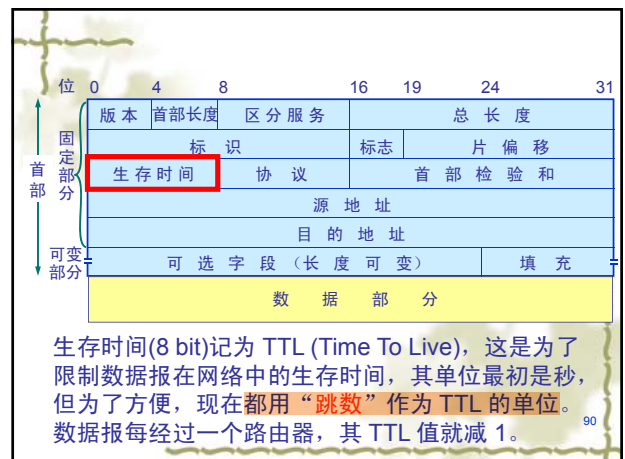 位 0 4 8 16 19 24 31
版 本 首部长度 区 分 服 务 总 长 度
标 识 标志 片 偏 移
生 存 时 间 协 议 首 部 检 验 和
源 地 址
目 的 地 址
可 选 字 段 （长 度 可 变） 填 充
数 据 部 分
首部
固定部分
可变
部分
生存时间(8 bit)记为 TTL (Time To Live)，这是为了
限制数据报在网络中的生存时间，其单位最初是秒，
但为了方便，现在都用“跳数”作为 TTL 的单位。
数据报每经过一个路由器，其 TTL 值就减 1。
90